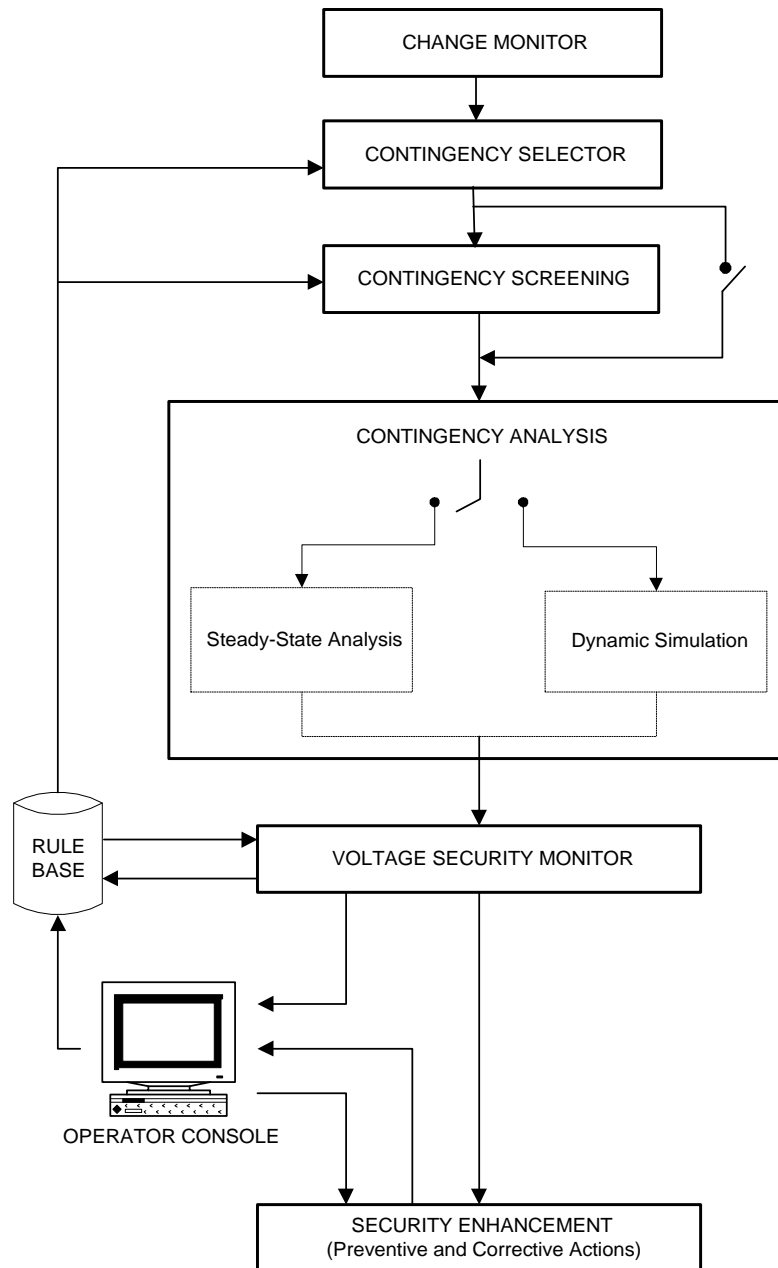 CHANGE MONITOR
CONTINGENCY SELECTOR
CONTINGENCY SCREENING
CONTINGENCY ANALYSIS
Steady-State Analysis
Dynamic Simulation
RULE
BASE
VOLTAGE SECURITY MONITOR
OPERATOR CONSOLE
SECURITY ENHANCEMENT
(Preventive and Corrective Actions)